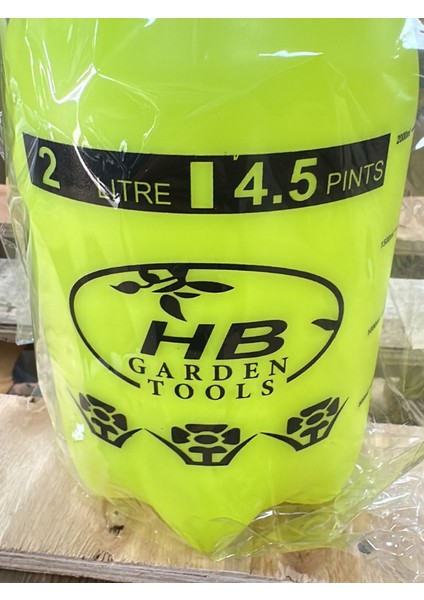 2 LITRE 4.5 PINTS
HB
GARDEN
TOOLS